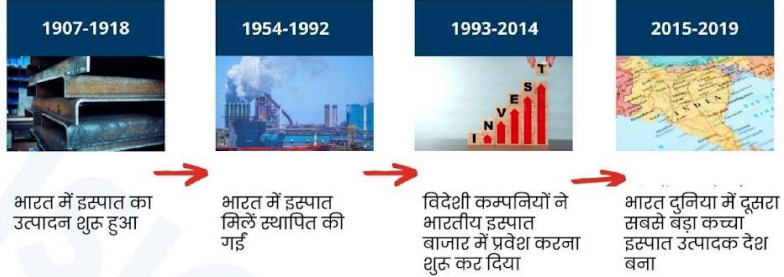 1907-1918
1954-1992
1993-2014
2015-2019
INVEST
INDIA
भारत में इस्पात का
उत्पादन शुरू हुआ
भारत में इस्पात
मिलें स्थापित की
गईं
विदेशी कम्पनियों ने
भारतीय इस्पात
बाजार में प्रवेश करना
शुरू कर दिया
भारत दुनिया में दूसरा
सबसे बड़ा कच्चा
इस्पात उत्पादक देश
बना